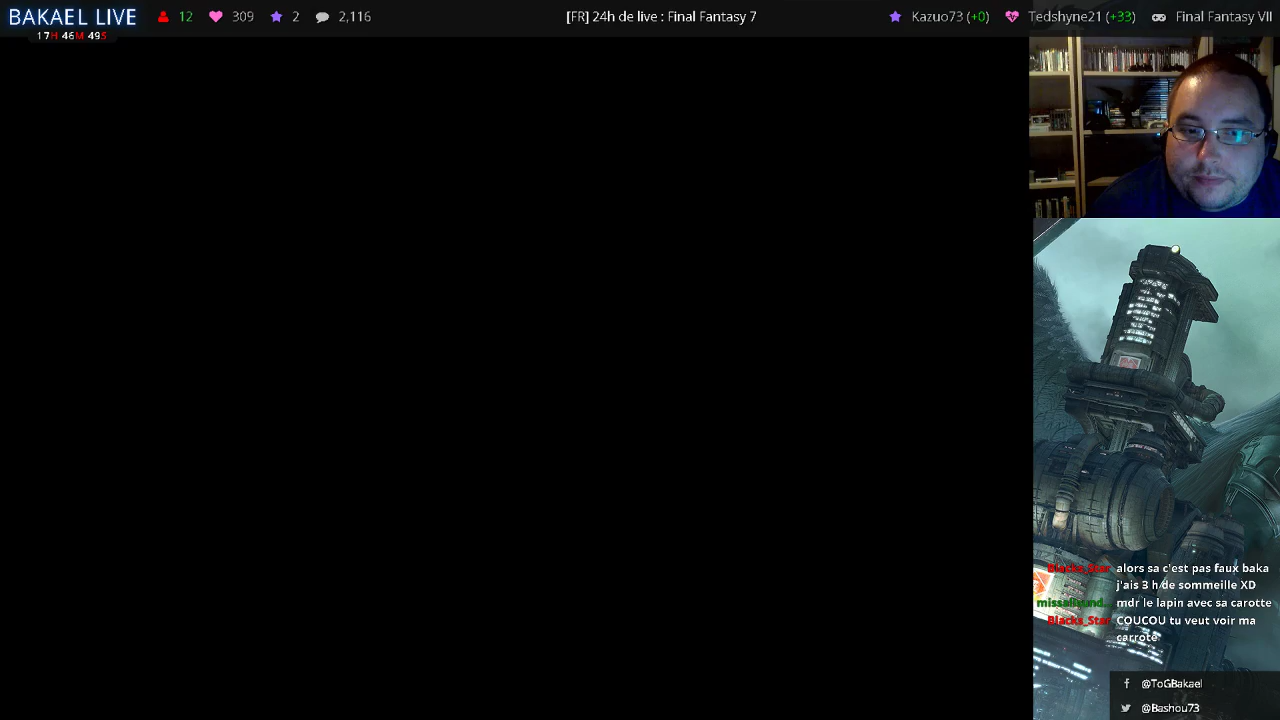 BAKAEL LIVE 12 309 2 2,116 [FR] 24h de live : Final Fantasy 7 Kazuo73 (+0) Tedshyne21 (+33) Final Fantasy VII
17H 46M 49S
Blacks_Star alors sa c'est pas faux baka
j'ais 3 h de sommeille XD
mdr le lapin avec sa carotte
Blacks_Star COUCOU tu veut voir ma
carrote
@ToGBakael
@Bashou73